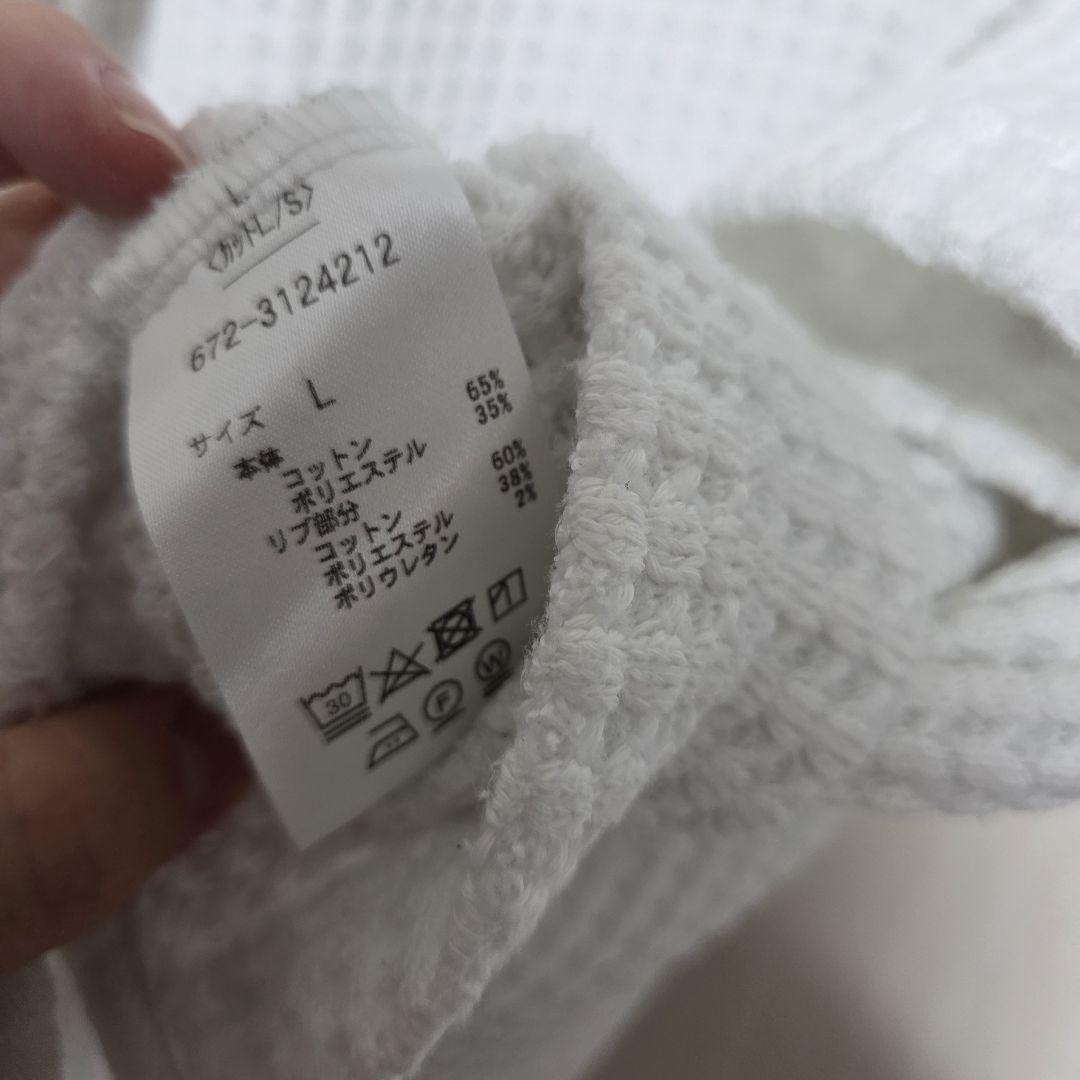 L
〈カットL/S〉
672-3124212
サイズ L
本体
コットン 65%
ポリエステル 35%
リブ部分
コットン 60%
ポリエステル 38%
ポリウレタン 2%
30
F W